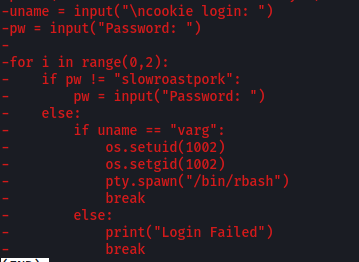 -uname = input("\ncookie login: ")
-pw = input("Password: ")
-
-for i in range(0,2):
-    if pw != "slowroastpork":
-        pw = input("Password: ")
-    else:
-        if uname == "varg":
-            os.setuid(1002)
-            os.setgid(1002)
-            pty.spawn("/bin/rbash")
-            break
-        else:
-            print("Login Failed")
-            break